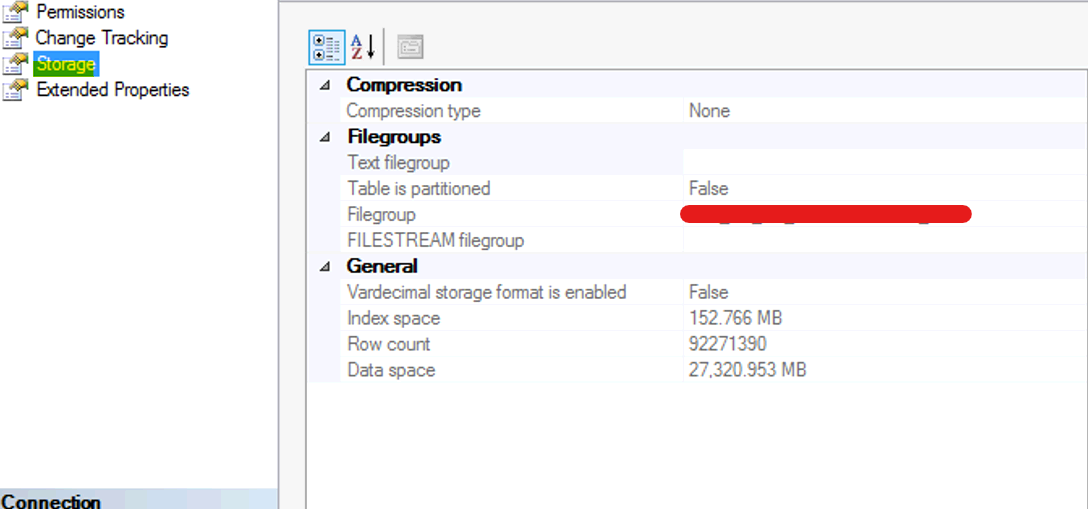 Permissions
Change Tracking
Storage
Extended Properties
Connection
A
Z
Compression
Compression type None
Filegroups
Text filegroup
Table is partitioned False
Filegroup
FILESTREAM filegroup
General
Vardecimal storage format is enabled False
Index space 152.766 MB
Row count 92271390
Data space 27,320.953 MB